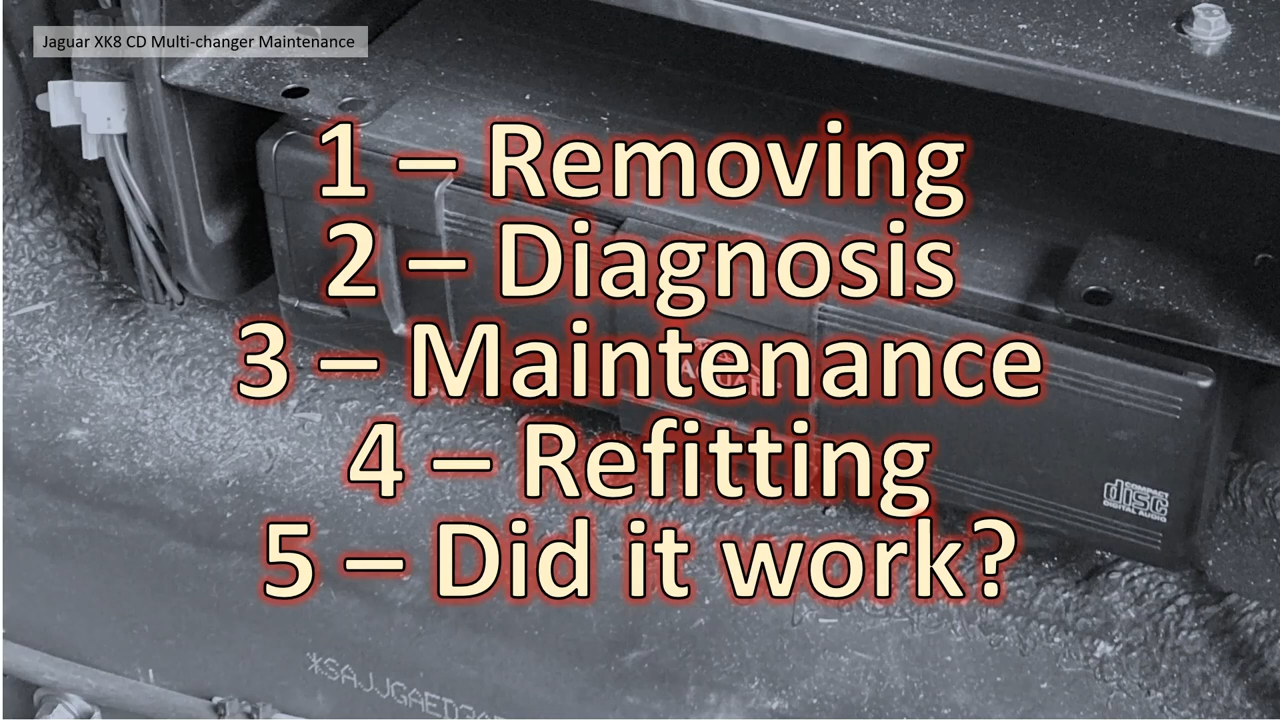 Jaguar XK8 CD Multi-changer Maintenance
1 – Removing
2 – Diagnosis
3 – Maintenance
4 – Refitting
5 – Did it work?
JAGUAR
COMPACT
disc
DIGITAL AUDIO